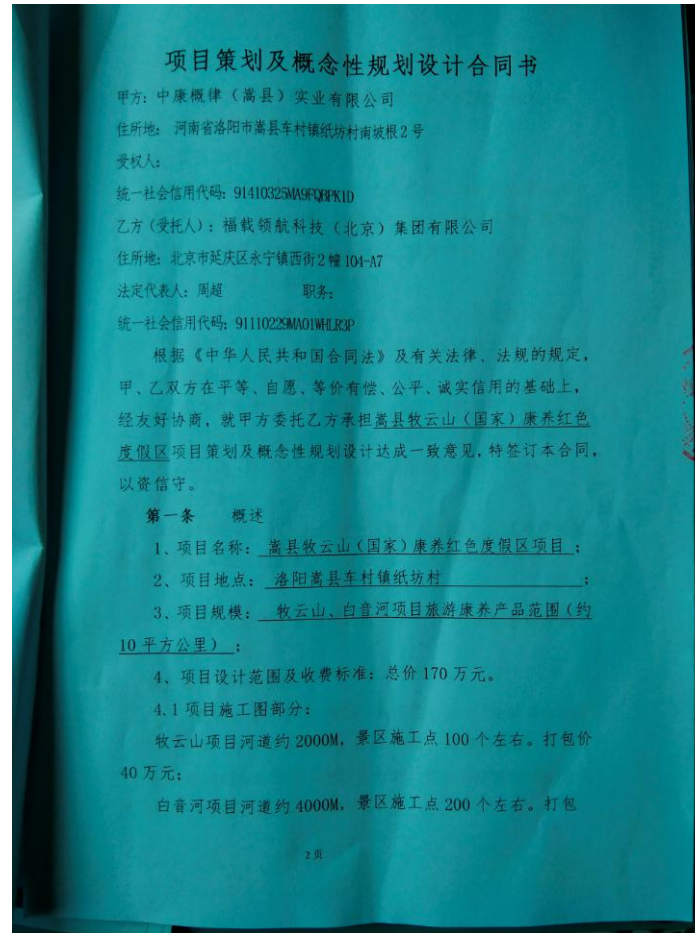 项目策划及概念性规划设计合同书
甲方：中康概律（嵩县）实业有限公司
住所地：河南省洛阳市嵩县车村镇纸坊村南坡根2号
受权人：
统一社会信用代码：91410325MA9FQBPK1D
乙方（受托人）：福载领航科技（北京）集团有限公司
住所地：北京市延庆区永宁镇西街2幢104-A7
法定代表人：周超 职务：
统一社会信用代码：91110229MA01WHLR3P
根据《中华人民共和国合同法》及有关法律、法规的规定，
甲、乙双方在平等、自愿、等价有偿、公平、诚实信用的基础上，
经友好协商，就甲方委托乙方承担嵩县牧云山（国家）康养红色
度假区项目策划及概念性规划设计达成一致意见，特签订本合同，
以资信守。
第一条 概述
1、项目名称：嵩县牧云山（国家）康养红色度假区项目；
2、项目地点：洛阳嵩县车村镇纸坊村；
3、项目规模：牧云山、白音河项目旅游康养产品范围（约
10平方公里）；
4、项目设计范围及收费标准：总价170万元。
4.1项目施工图部分：
牧云山项目河道约2000M，景区施工点100个左右。打包价
40万元；
白音河项目河道约4000M，景区施工点200个左右。打包
2页